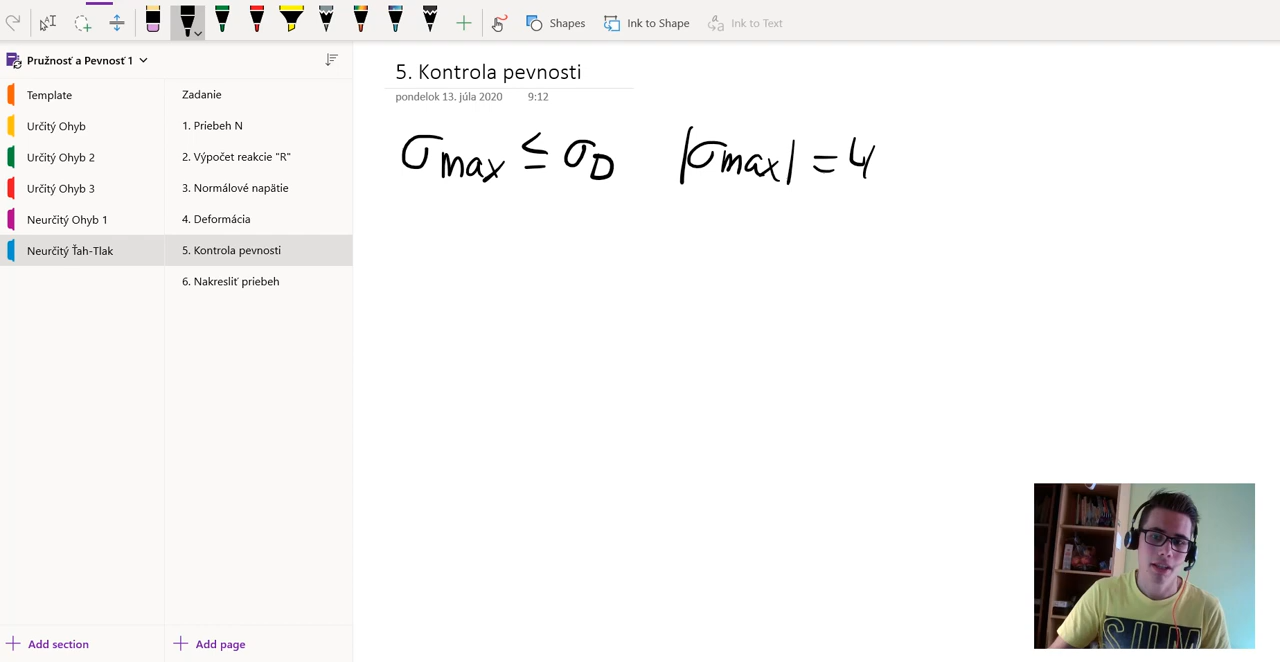 Shapes Ink to Shape Ink to Text
Pružnosť a Pevnosť 1
Template
Určitý Ohyb
Určitý Ohyb 2
Určitý Ohyb 3
Neurčitý Ohyb 1
Neurčitý Ťah-Tlak
Add section
Zadanie
1. Priebeh N
2. Výpočet reakcie "R"
3. Normálové napätie
4. Deformácia
5. Kontrola pevnosti
6. Nakresliť priebeh
Add page
5. Kontrola pevnosti
pondelok 13. júla 2020 9:12
σmax ≤ σD |σmax| = 4
SUM